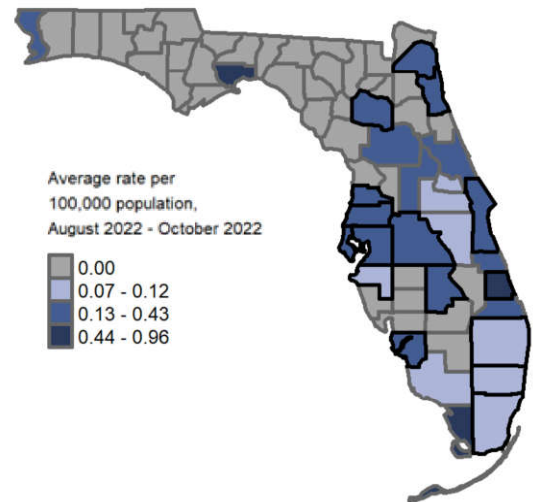 Average rate per
100,000 population,
August 2022 - October 2022
0.00
0.07 - 0.12
0.13 - 0.43
0.44 - 0.96